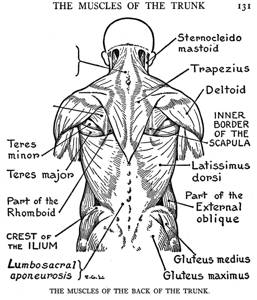 THE MUSCLES OF THE TRUNK 131
Sternocleido
mastoid
Trapezius
Deltoid
INNER
BORDER
OF THE
SCAPULA
Teres
minor
Teres major
Latissimus
dorsi
Part of the
Rhomboid
Part of the
External
oblique
CREST OF
the ILIUM
Lumbosacral
aponeurosis
Gluteus medius
Gluteus maximus
THE MUSCLES OF THE BACK OF THE TRUNK.